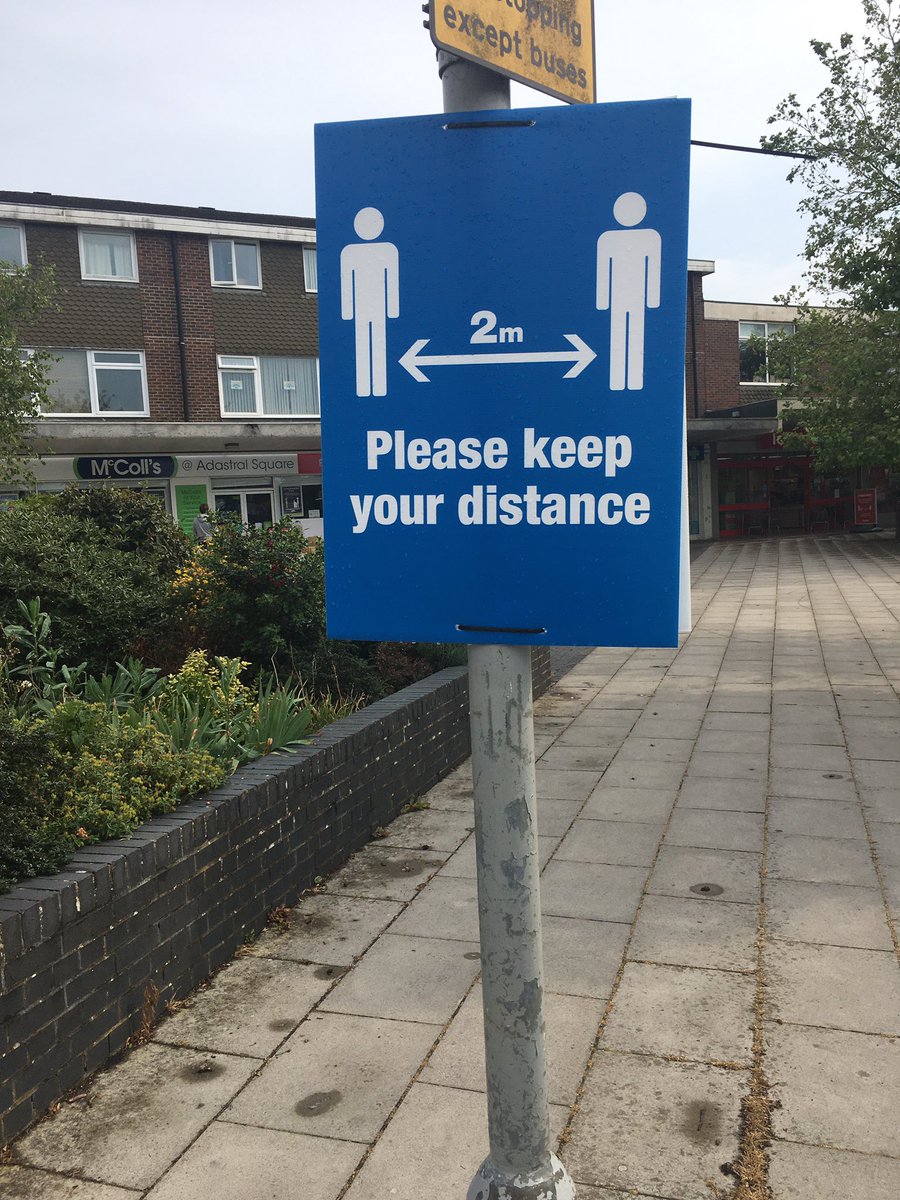 except buses
2m
Please keep
your distance
McColl's @ Adastral Square